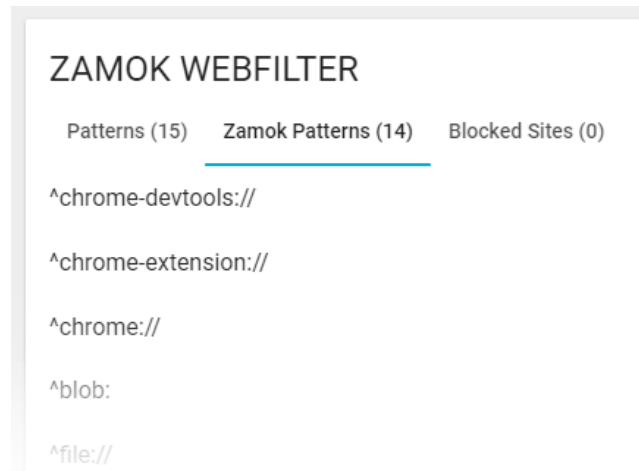 ZAMOK WEBFILTER
Patterns (15) Zamok Patterns (14) Blocked Sites (0)
^chrome-devtools://
^chrome-extension://
^chrome://
^blob:
^file://